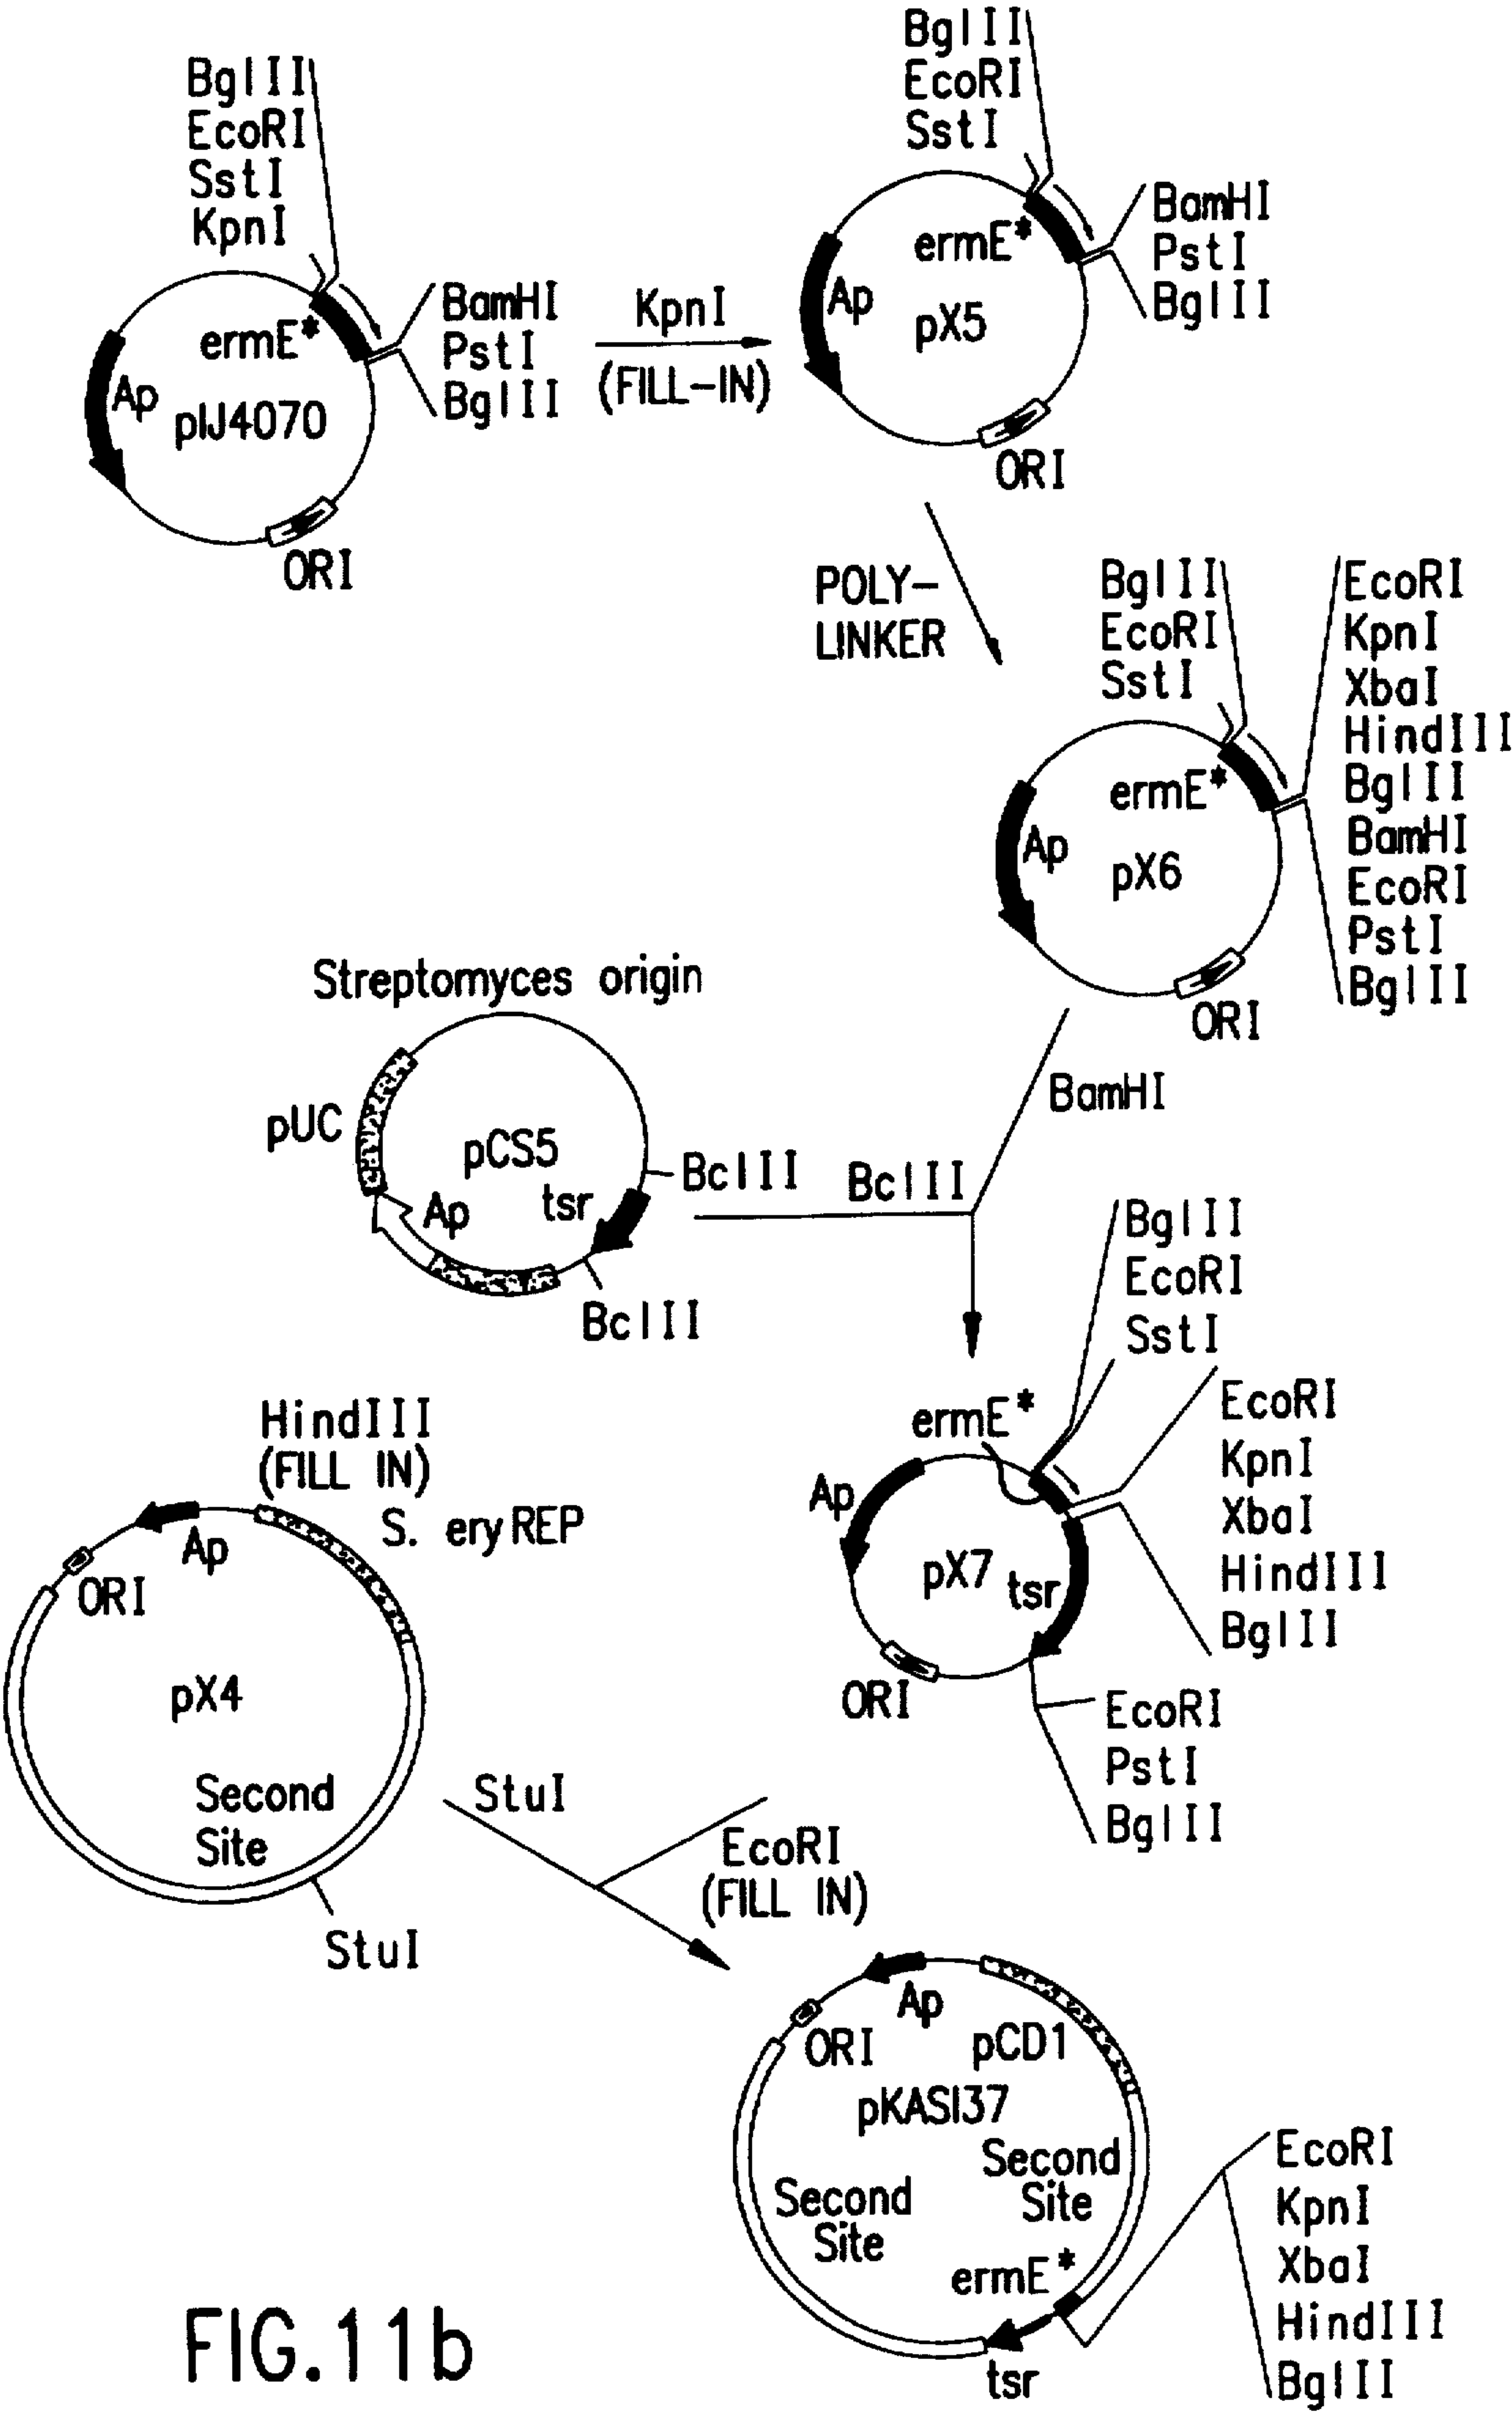 BglII
EcoRI
SstI
KpnI
ermE*
BamHI
PstI
BglII
Ap
pIJ4070
ORI
KpnI
(FILL-IN)
BglII
EcoRI
SstI
ermE*
BamHI
PstI
BglII
Ap
pX5
ORI
POLY-
LINKER
BglII
EcoRI
SstI
EcoRI
KpnI
XbaI
HindIII
BglII
BamHI
EcoRI
PstI
BglII
ermE*
Ap
pX6
ORI
Streptomyces origin
pUC
pCS5
Ap
tsr
BclII
BclII
BclII
BamHI
BglII
EcoRI
SstI
ermE*
EcoRI
KpnI
XbaI
HindIII
BglII
Ap
pX7
tsr
ORI
EcoRI
PstI
BglII
HindIII
(FILL IN)
S. eryREP
Ap
ORI
pX4
Second
Site
StuI
StuI
EcoRI
(FILL IN)
Ap
ORI
pCD1
pKASI37
Second
Site
Second
Site
ermE*
tsr
EcoRI
KpnI
XbaI
HindIII
BglII
FIG.11b